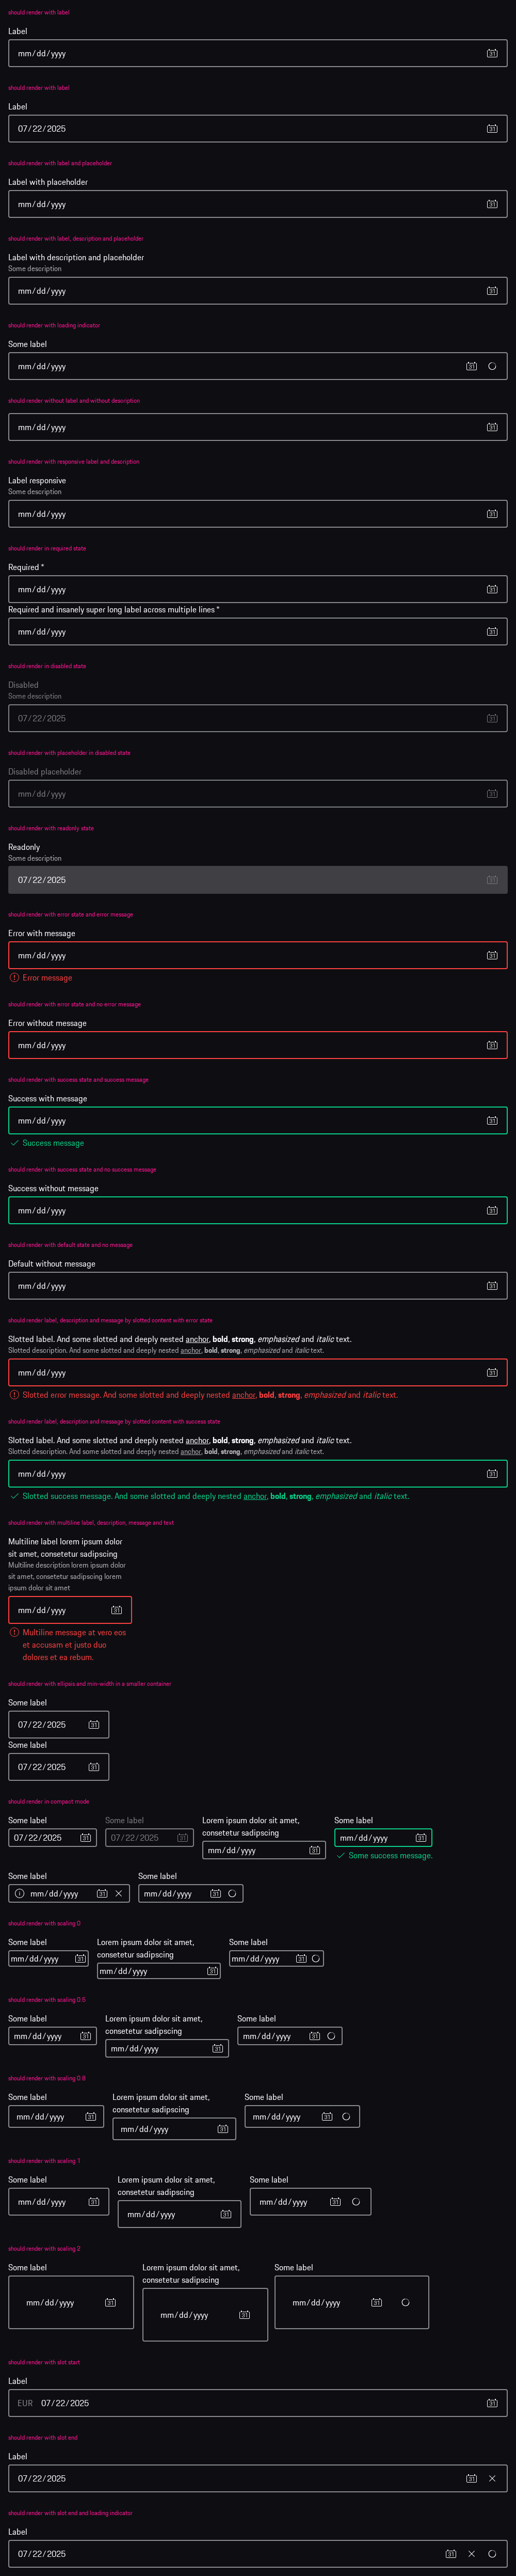 should render with label
Label
mm/dd/yyyy
should render with label
Label
07/22/2025
should render with label and placeholder
Label with placeholder
mm/dd/yyyy
should render with label, description and placeholder
Label with description and placeholder
Some description
mm/dd/yyyy
should render with loading indicator
Some label
mm/dd/yyyy
should render without label and without description
mm/dd/yyyy
should render with responsive label and description
Label responsive
Some description
mm/dd/yyyy
should render in required state
Required *
mm/dd/yyyy
Required and insanely super long label across multiple lines *
mm/dd/yyyy
should render in disabled state
Disabled
Some description
07/22/2025
should render with placeholder in disabled state
Disabled placeholder
mm/dd/yyyy
should render with readonly state
Readonly
Some description
07/22/2025
should render with error state and error message
Error with message
mm/dd/yyyy
Error message
should render with error state and no error message
Error without message
mm/dd/yyyy
should render with success state and success message
Success with message
mm/dd/yyyy
Success message
should render with success state and no success message
Success without message
mm/dd/yyyy
should render with default state and no message
Default without message
mm/dd/yyyy
should render label, description and message by slotted content with error state
Slotted label. And some slotted and deeply nested anchor, bold, strong, emphasized and italic text.
Slotted description. And some slotted and deeply nested anchor, bold, strong, emphasized and italic text.
mm/dd/yyyy
Slotted error message. And some slotted and deeply nested anchor, bold, strong, emphasized and italic text.
should render label, description and message by slotted content with success state
Slotted label. And some slotted and deeply nested anchor, bold, strong, emphasized and italic text.
Slotted description. And some slotted and deeply nested anchor, bold, strong, emphasized and italic text.
mm/dd/yyyy
Slotted success message. And some slotted and deeply nested anchor, bold, strong, emphasized and italic text.
should render with multiline label, description, message and text
Multiline label lorem ipsum dolor
sit amet, consetetur sadipscing
Multiline description lorem ipsum dolor
sit amet, consetetur sadipscing lorem
ipsum dolor sit amet
mm/dd/yyyy
Multiline message at vero eos
et accusam et justo duo
dolores et ea rebum.
should render with ellipsis and min-width in a smaller container
Some label
07/22/2025
Some label
07/22/2025
should render in compact mode
Some label
07/22/2025
Some label
07/22/2025
Lorem ipsum dolor sit amet,
consetetur sadipscing
mm/dd/yyyy
Some label
mm/dd/yyyy
Some success message.
Some label
mm/dd/yyyy
Some label
mm/dd/yyyy
should render with scaling 0
Some label
mm/dd/yyyy
Lorem ipsum dolor sit amet,
consetetur sadipscing
mm/dd/yyyy
Some label
mm/dd/yyyy
should render with scaling 0.5
Some label
mm/dd/yyyy
Lorem ipsum dolor sit amet,
consetetur sadipscing
mm/dd/yyyy
Some label
mm/dd/yyyy
should render with scaling 0.8
Some label
mm/dd/yyyy
Lorem ipsum dolor sit amet,
consetetur sadipscing
mm/dd/yyyy
Some label
mm/dd/yyyy
should render with scaling 1
Some label
mm/dd/yyyy
Lorem ipsum dolor sit amet,
consetetur sadipscing
mm/dd/yyyy
Some label
mm/dd/yyyy
should render with scaling 2
Some label
mm/dd/yyyy
Lorem ipsum dolor sit amet,
consetetur sadipscing
mm/dd/yyyy
Some label
mm/dd/yyyy
should render with slot start
Label
EUR 07/22/2025
should render with slot end
Label
07/22/2025
should render with slot end and loading indicator
Label
07/22/2025